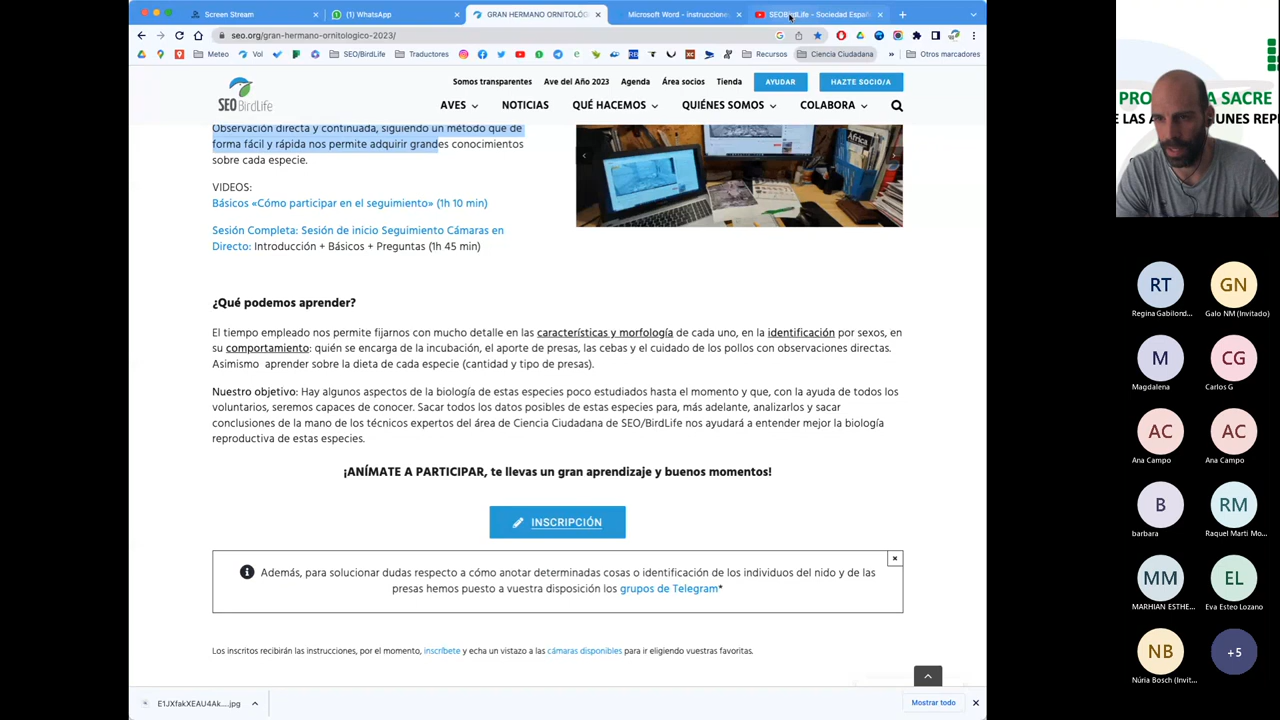 Screen Stream
(1) WhatsApp
GRAN HERMANO ORNITOLÓG
Microsoft Word - instruccione
SEOBirdLife - Sociedad Españ
seo.org/gran-hermano-ornitologico-2023/
Meteo
Vol
SEO/BirdLife
Traductores
Recursos
Ciencia Ciudadana
Otros marcadores
SEO BirdLife
Somos transparentes
Ave del Año 2023
Agenda
Área socios
Tienda
AYUDAR
HAZTE SOCIO/A
AVES
NOTICIAS
QUÉ HACEMOS
QUIÉNES SOMOS
COLABORA
Observación directa y continuada, siguiendo un método que de
forma fácil y rápida nos permite adquirir grandes conocimientos
sobre cada especie.
VIDEOS:
Básicos «Cómo participar en el seguimiento» (1h 10 min)
Sesión Completa: Sesión de inicio Seguimiento Cámaras en
Directo: Introducción + Básicos + Preguntas (1h 45 min)
África
¿Qué podemos aprender?
El tiempo empleado nos permite fijarnos con mucho detalle en las características y morfología de cada uno, en la identificación por sexos, en
su comportamiento: quién se encarga de la incubación, el aporte de presas, las cebas y el cuidado de los pollos con observaciones directas.
Asimismo aprender sobre la dieta de cada especie (cantidad y tipo de presas).
Nuestro objetivo: Hay algunos aspectos de la biología de estas especies poco estudiados hasta el momento y que, con la ayuda de todos los
voluntarios, seremos capaces de conocer. Sacar todos los datos posibles de estas especies para, más adelante, analizarlos y sacar
conclusiones de la mano de los técnicos expertos del área de Ciencia Ciudadana de SEO/BirdLife nos ayudará a entender mejor la biología
reproductiva de estas especies.
¡ANÍMATE A PARTICIPAR, te llevas un gran aprendizaje y buenos momentos!
INSCRIPCIÓN
Además, para solucionar dudas respecto a cómo anotar determinadas cosas o identificación de los individuos del nido y de las
presas hemos puesto a vuestra disposición los grupos de Telegram*
Los inscritos recibirán las instrucciones, por el momento, inscríbete y echa un vistazo a las cámaras disponibles para ir eligiendo vuestras favoritas.
E1JXfakXEAU4Ak....jpg
Mostrar todo
PRO A SACRE
E LAS A UNES REP
RT
Regina Gabilond...
GN
Galo NM (Invitado)
M
Magdalena
CG
Carlos G
AC
Ana Campo
AC
Ana Campo
B
barbara
RM
Raquel Marti Mo...
MM
MARHIAN ESTHE...
EL
Eva Esteo Lozano
NB
Núria Bosch (Invit...
+5